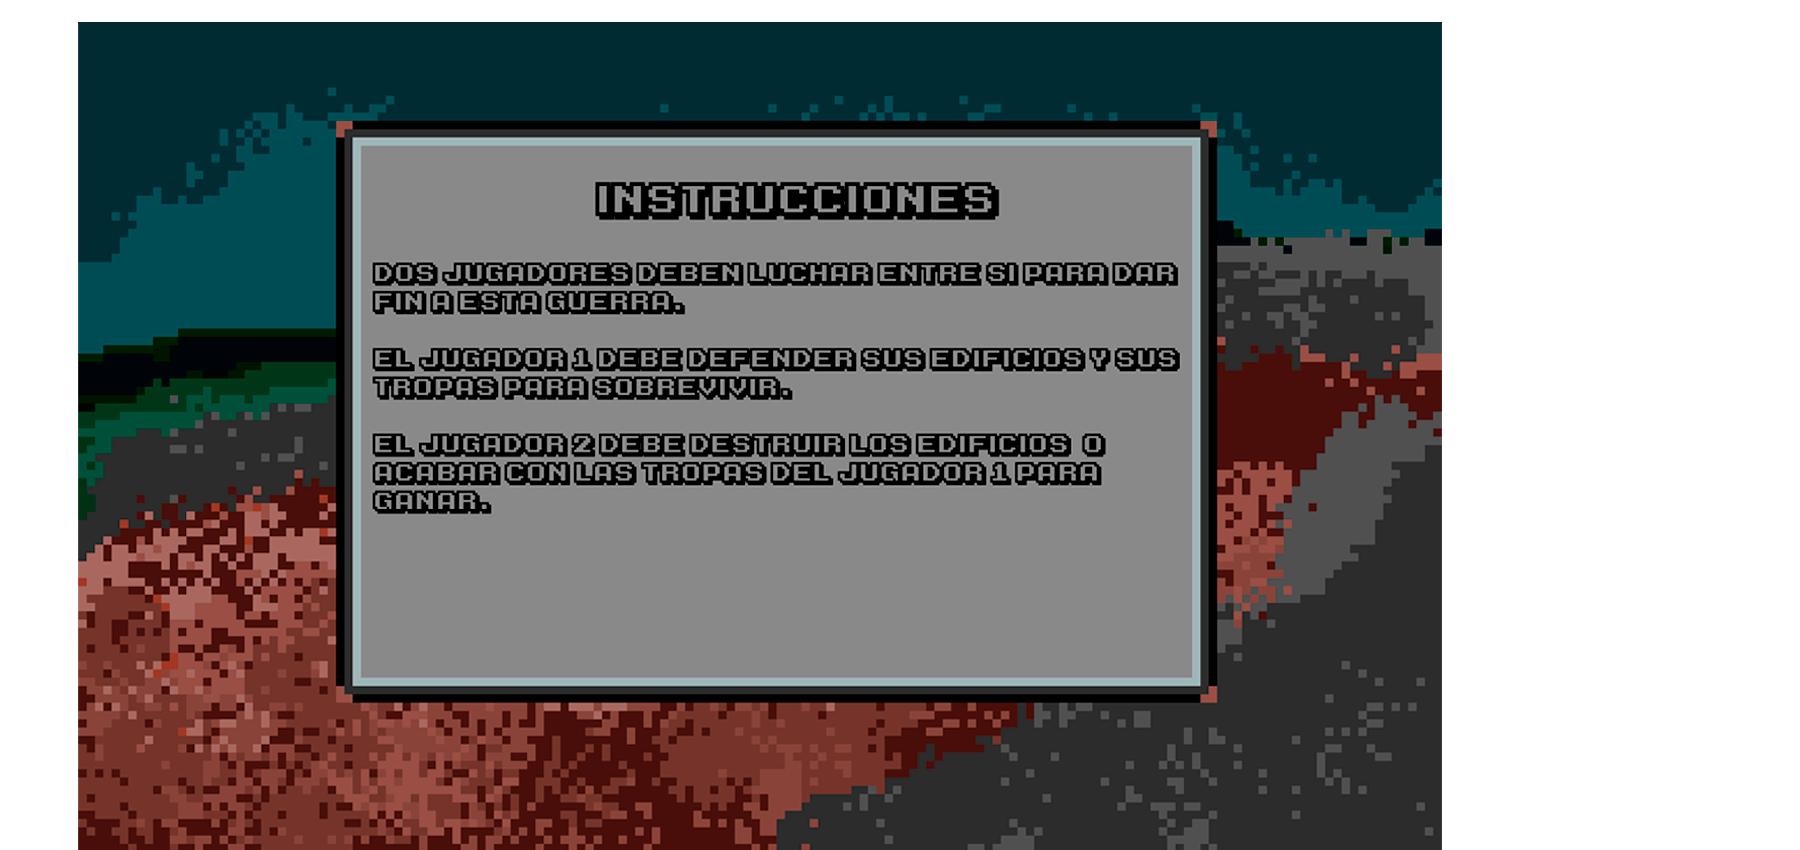 INSTRUCCIONES
DOS JUGADORES DEBEN LUCHAR ENTRE SI PARA DAR
FIN A ESTA GUERRA.
EL JUGADOR 1 DEBE DEFENDER SUS EDIFICIOS Y SUS
TROPAS PARA SOBREVIVIR.
EL JUGADOR 2 DEBE DESTRUIR LOS EDIFICIOS O
ACABAR CON LAS TROPAS DEL JUGADOR 1 PARA
GANAR.